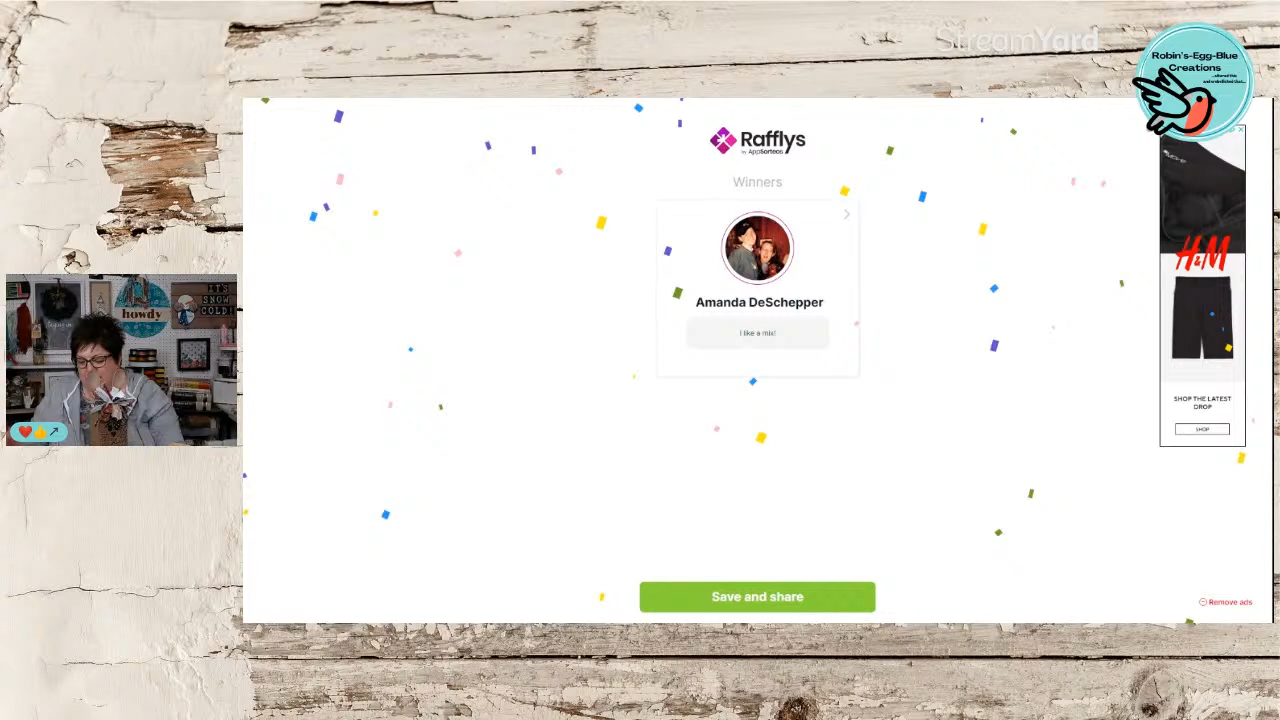 StreamYard
Robin's-Egg-Blue
Creations
Rafflys
by AppSorteos
Winners
Amanda DeSchepper
I like a mix!
H&M
SHOP THE LATEST
DROP
SHOP
IT'S
SNOW
COLD!
howdy
Save and share
Remove ads